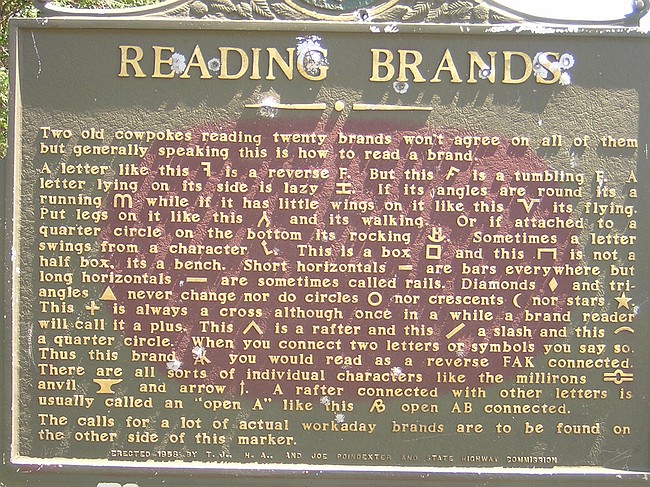 READING BRANDS
Two old cowpokes reading twenty brands won't agree on all of them
but generally speaking this is how to read a brand.
A letter like this is a reverse F. But this F is a tumbling F. A
letter lying on its side is lazy H. If its angles are round its a
running m while if it has little wings on it like this V its flying.
Put legs on it like this and its walking. Or if attached to a
quarter circle on the bottom its rocking H. Sometimes a letter
swings from a character. This is a box □ and this is not a
half box, its a bench. Short horizontals – are bars everywhere but
long horizontals — are sometimes called rails. Diamonds ♦ and tri-
angles ▲ never change nor do circles O nor crescents ( nor stars ★
This + is always a cross although once in a while a brand reader
will call it a plus. This ∧ is a rafter and this / a slash and this ⌒
a quarter circle. When you connect two letters or symbols you say so.
Thus this brand, you would read as a reverse FAK connected.
There are all sorts of individual characters like the millirons
anvil and arrow ↑. A rafter connected with other letters is
usually called an "open A" like this AB open AB connected.
The calls for a lot of actual workaday brands are to be found on
the other side of this marker.
ERECTED 1958 BY T. J., H. A., AND JOE POINDEXTER AND STATE HIGHWAY COMMISSION